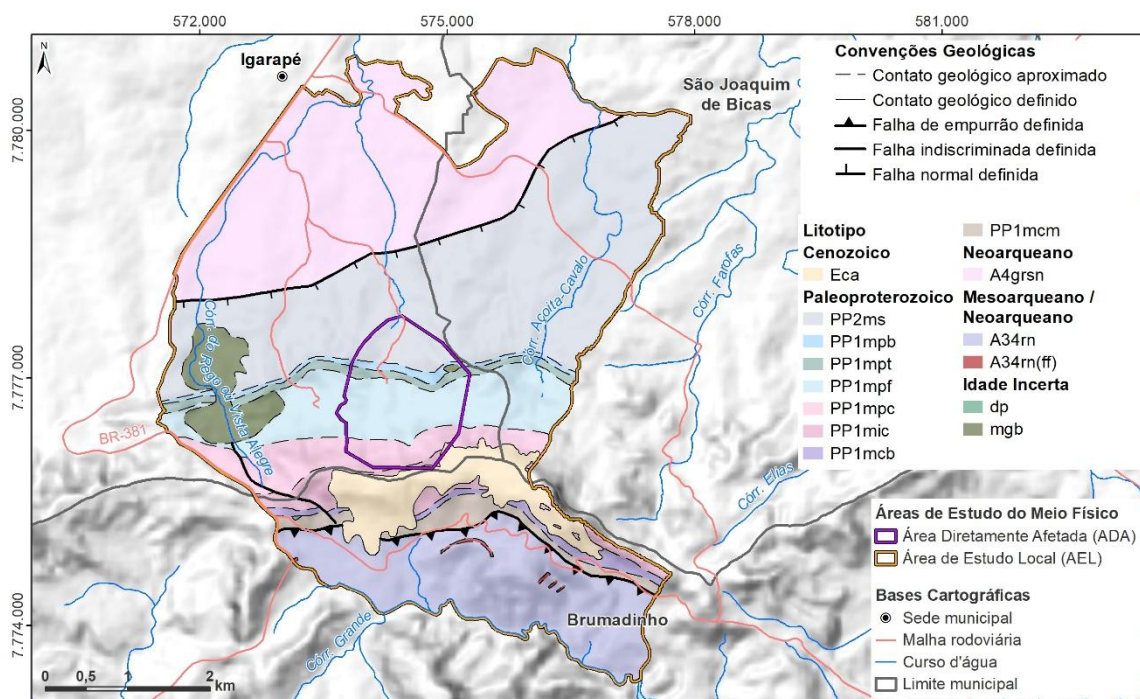 572.000
575.000
578.000
581.000
7.780.000
7.777.000
7.774.000
N
Igarapé
São Joaquim
de Bicas
Brumadinho
BR-381
Córr. do Rego ou Vista Alegre
Córr. Açoita-Cavalo
Córr. Farofas
Córr. Elias
Córr. Grande
0 0,5 1 2
km
Convenções Geológicas
Contato geológico aproximado
Contato geológico definido
Falha de empurrão definida
Falha indiscriminada definida
Falha normal definida
Litotipo
Cenozoico
Eca
Paleoproterozoico
PP2ms
PP1mpb
PP1mpt
PP1mpf
PP1mpc
PP1mic
PP1mcb
PP1mcm
Neoarqueano
A4grsn
Mesoarqueano /
Neoarqueano
A34rn
A34rn(ff)
Idade Incerta
dp
mgb
Áreas de Estudo do Meio Físico
Área Diretamente Afetada (ADA)
Área de Estudo Local (AEL)
Bases Cartográficas
Sede municipal
Malha rodoviária
Curso d'água
Limite municipal